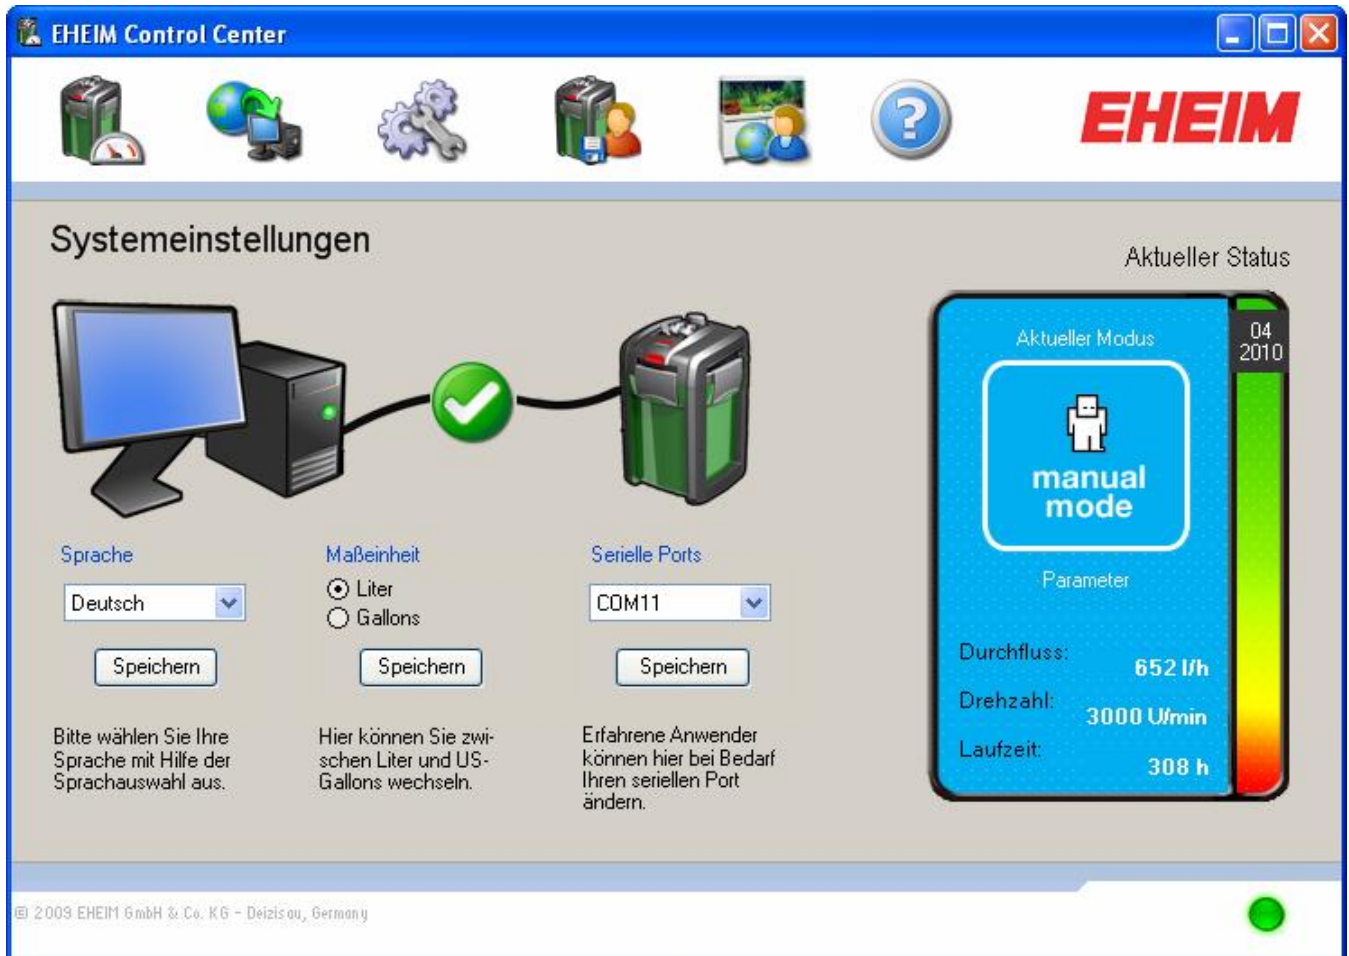 EHEIM Control Center
EHEIM
Systemeinstellungen
Aktueller Status
Aktueller Modus
04
2010
manual
mode
Parameter
Durchfluss:
652 l/h
Drehzahl:
3000 U/min
Laufzeit:
308 h
Sprache
Deutsch
Speichern
Bitte wählen Sie Ihre
Sprache mit Hilfe der
Sprachauswahl aus.
Maßeinheit
Liter
Gallons
Speichern
Hier können Sie zwi-
schen Liter und US-
Gallons wechseln.
Serielle Ports
COM11
Speichern
Erfahrene Anwender
können hier bei Bedarf
Ihren seriellen Port
ändern.
© 2009 EHEIM GmbH & Co. KG - Deizisau, Germany